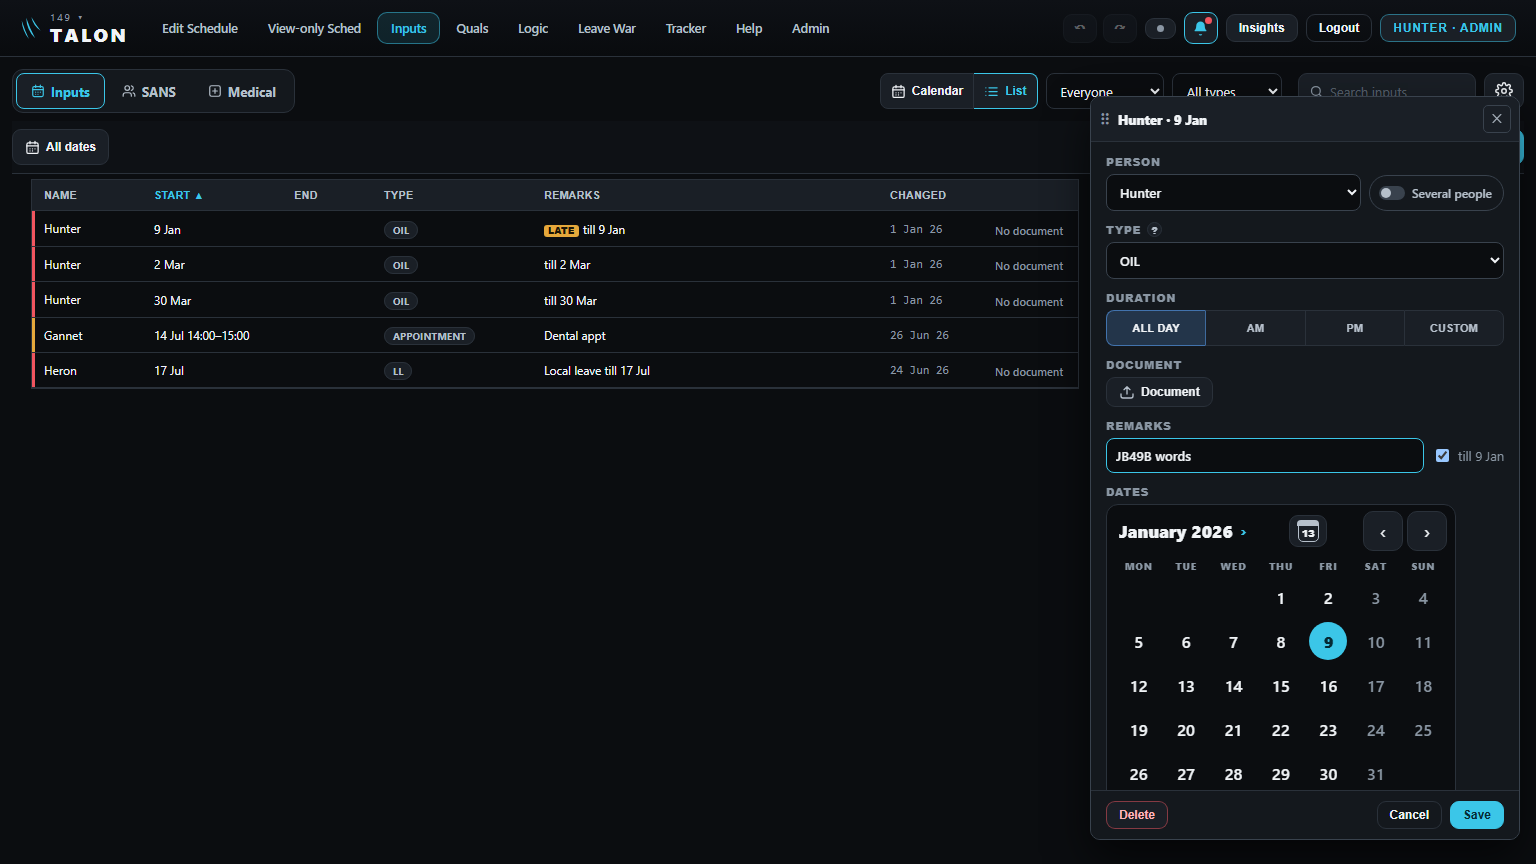 149 ▾
TALON
Edit Schedule
View-only Sched
Inputs
Quals
Logic
Leave War
Tracker
Help
Admin
Insights
Logout
HUNTER · ADMIN
Inputs
SANS
Medical
Calendar
List
Everyone
All types
Search inputs
All dates
NAME START ▲ END TYPE REMARKS CHANGED
Hunter 9 Jan OIL LATE till 9 Jan 1 Jan 26 No document
Hunter 2 Mar OIL till 2 Mar 1 Jan 26 No document
Hunter 30 Mar OIL till 30 Mar 1 Jan 26 No document
Gannet 14 Jul 14:00–15:00 APPOINTMENT Dental appt 26 Jun 26
Heron 17 Jul LL Local leave till 17 Jul 24 Jun 26 No document
Hunter · 9 Jan
PERSON
Hunter
Several people
TYPE ?
OIL
DURATION
ALL DAY AM PM CUSTOM
DOCUMENT
Document
REMARKS
JB49B words
till 9 Jan
DATES
January 2026 ›
13
‹ ›
MON TUE WED THU FRI SAT SUN
1 2 3 4
5 6 7 8 9 10 11
12 13 14 15 16 17 18
19 20 21 22 23 24 25
26 27 28 29 30 31
Delete
Cancel
Save